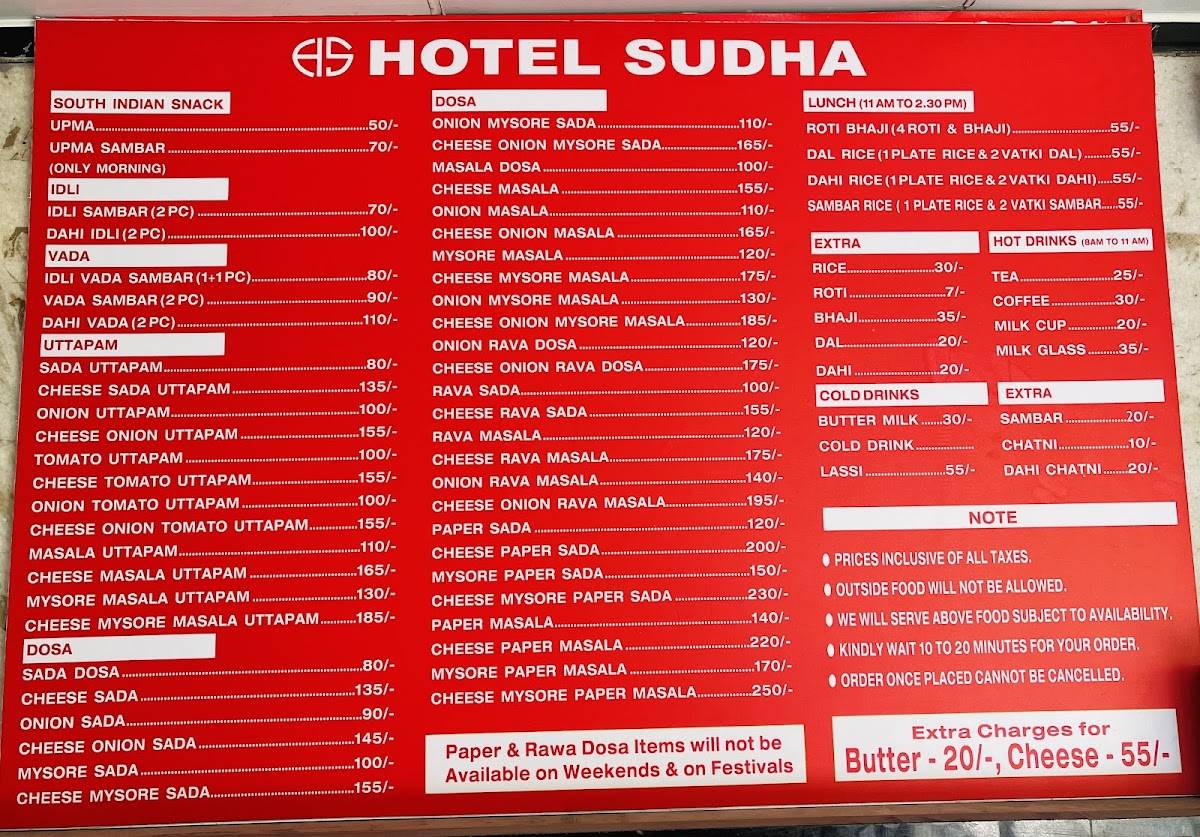 HS HOTEL SUDHA
SOUTH INDIAN SNACK
UPMA 50/-
UPMA SAMBAR 70/-
(ONLY MORNING)
IDLI
IDLI SAMBAR (2 PC) 70/-
DAHI IDLI (2 PC) 100/-
VADA
IDLI VADA SAMBAR (1+1 PC) 80/-
VADA SAMBAR (2 PC) 90/-
DAHI VADA (2 PC) 110/-
UTTAPAM
SADA UTTAPAM 80/-
CHEESE SADA UTTAPAM 135/-
ONION UTTAPAM 100/-
CHEESE ONION UTTAPAM 155/-
TOMATO UTTAPAM 100/-
CHEESE TOMATO UTTAPAM 155/-
ONION TOMATO UTTAPAM 100/-
CHEESE ONION TOMATO UTTAPAM 155/-
MASALA UTTAPAM 110/-
CHEESE MASALA UTTAPAM 165/-
MYSORE MASALA UTTAPAM 130/-
CHEESE MYSORE MASALA UTTAPAM 185/-
DOSA
SADA DOSA 80/-
CHEESE SADA 135/-
ONION SADA 90/-
CHEESE ONION SADA 145/-
MYSORE SADA 100/-
CHEESE MYSORE SADA 155/-
DOSA
ONION MYSORE SADA 110/-
CHEESE ONION MYSORE SADA 165/-
MASALA DOSA 100/-
CHEESE MASALA 155/-
ONION MASALA 110/-
CHEESE ONION MASALA 165/-
MYSORE MASALA 120/-
CHEESE MYSORE MASALA 175/-
ONION MYSORE MASALA 130/-
CHEESE ONION MYSORE MASALA 185/-
ONION RAVA DOSA 120/-
CHEESE ONION RAVA DOSA 175/-
RAVA SADA 100/-
CHEESE RAVA SADA 155/-
RAVA MASALA 120/-
CHEESE RAVA MASALA 175/-
ONION RAVA MASALA 140/-
CHEESE ONION RAVA MASALA 195/-
PAPER SADA 120/-
CHEESE PAPER SADA 200/-
MYSORE PAPER SADA 150/-
CHEESE MYSORE PAPER SADA 230/-
PAPER MASALA 140/-
CHEESE PAPER MASALA 220/-
MYSORE PAPER MASALA 170/-
CHEESE MYSORE PAPER MASALA 250/-
Paper & Rawa Dosa Items will not be
Available on Weekends & on Festivals
LUNCH (11 AM TO 2.30 PM)
ROTI BHAJI (4 ROTI & BHAJI) 55/-
DAL RICE (1 PLATE RICE & 2 VATKI DAL) 55/-
DAHI RICE (1 PLATE RICE & 2 VATKI DAHI) 55/-
SAMBAR RICE ( 1 PLATE RICE & 2 VATKI SAMBAR 55/-
EXTRA
RICE 30/-
ROTI 7/-
BHAJI 35/-
DAL 20/-
DAHI 20/-
HOT DRINKS (8AM TO 11 AM)
TEA 25/-
COFFEE 30/-
MILK CUP 20/-
MILK GLASS 35/-
COLD DRINKS
BUTTER MILK 30/-
COLD DRINK
LASSI 55/-
EXTRA
SAMBAR 20/-
CHATNI 10/-
DAHI CHATNI 20/-
NOTE
PRICES INCLUSIVE OF ALL TAXES.
OUTSIDE FOOD WILL NOT BE ALLOWED.
WE WILL SERVE ABOVE FOOD SUBJECT TO AVAILABILITY.
KINDLY WAIT 10 TO 20 MINUTES FOR YOUR ORDER.
ORDER ONCE PLACED CANNOT BE CANCELLED.
Extra Charges for
Butter - 20/-, Cheese - 55/-